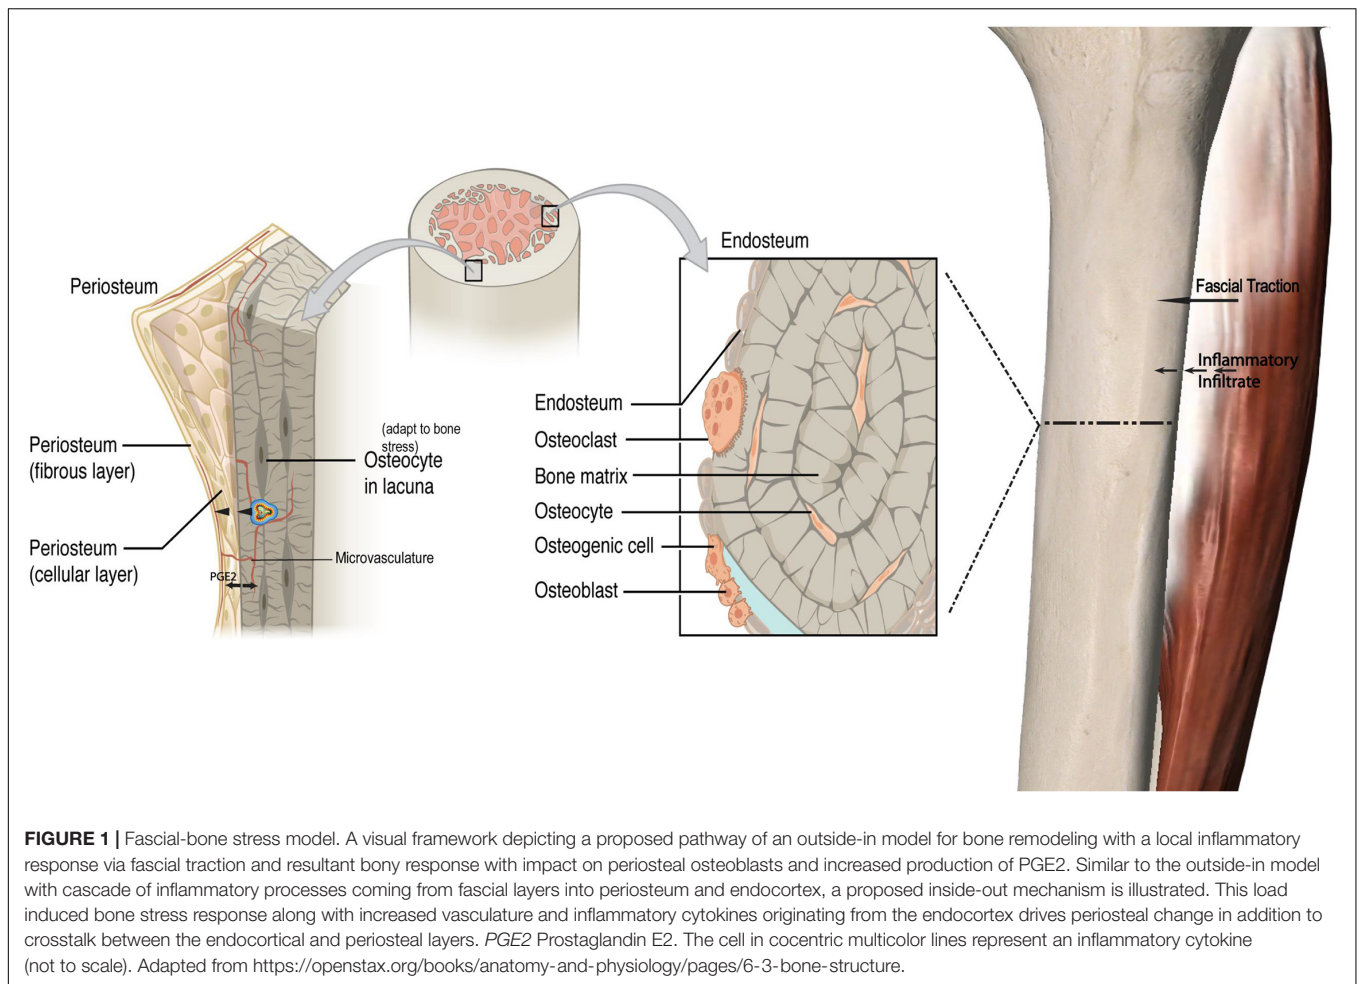 Periosteum
Periosteum
(fibrous layer)
Periosteum
(cellular layer)
PGE2
(adapt to bone
stress)
Osteocyte
in lacuna
Microvasculature
Endosteum
Endosteum
Osteoclast
Bone matrix
Osteocyte
Osteogenic cell
Osteoblast
Fascial Traction
Inflammatory
Infiltrate
FIGURE 1 | Fascial-bone stress model. A visual framework depicting a proposed pathway of an outside-in model for bone remodeling with a local inflammatory
response via fascial traction and resultant bony response with impact on periosteal osteoblasts and increased production of PGE2. Similar to the outside-in model
with cascade of inflammatory processes coming from fascial layers into periosteum and endocortex, a proposed inside-out mechanism is illustrated. This load
induced bone stress response along with increased vasculature and inflammatory cytokines originating from the endocortex drives periosteal change in addition to
crosstalk between the endocortical and periosteal layers. PGE2 Prostaglandin E2. The cell in cocentric multicolor lines represent an inflammatory cytokine
(not to scale). Adapted from https://openstax.org/books/anatomy-and-physiology/pages/6-3-bone-structure.